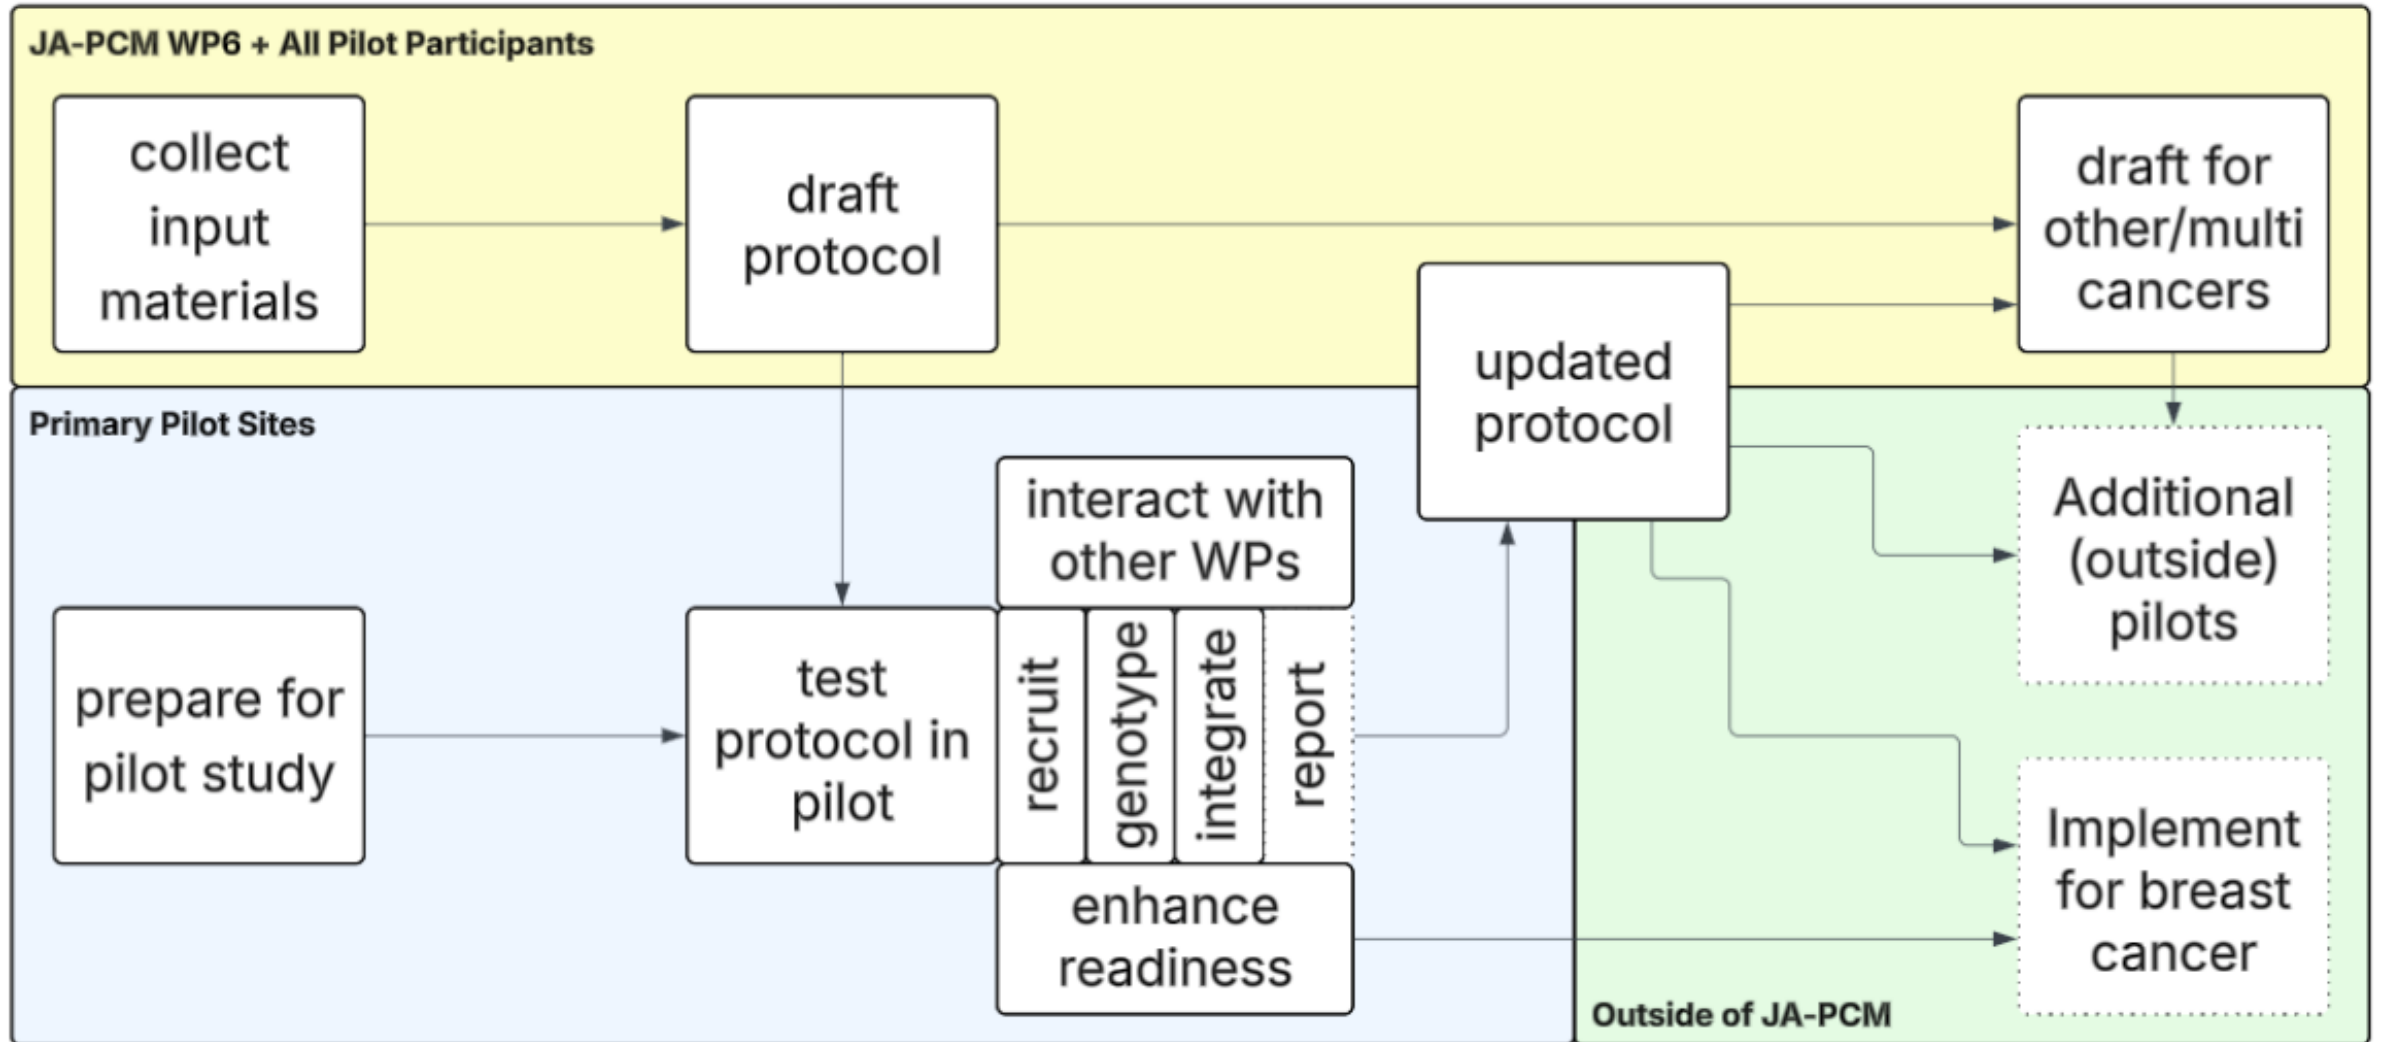 JA-PCM WP6 + All Pilot Participants
collect
input
materials
draft
protocol
draft for
other/multi
cancers
updated
protocol
Primary Pilot Sites
interact with
other WPs
prepare for
pilot study
test
protocol in
pilot
recruit
genotype
integrate
report
enhance
readiness
Additional
(outside)
pilots
Implement
for breast
cancer
Outside of JA-PCM